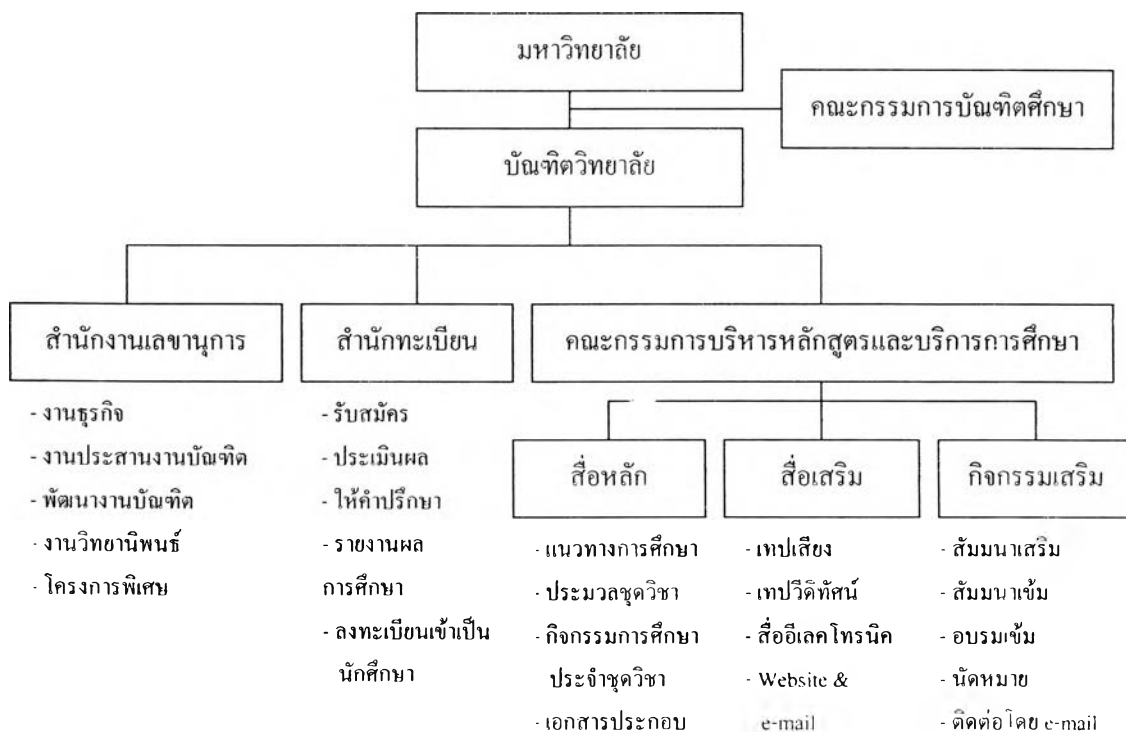 มหาวิทยาลัย
คณะกรรมการบัณฑิตศึกษา
บัณฑิตวิทยาลัย
สำนักงานเลขานุการ
- งานธุรกิจ
- งานประสานงานบัณฑิต
- พัฒนางานบัณฑิต
- งานวิทยานิพนธ์
- โครงการพิเศษ
สำนักทะเบียน
- รับสมัคร
- ประเมินผล
- ให้คำปรึกษา
- รายงานผล
การศึกษา
- ลงทะเบียนเข้าเป็น
นักศึกษา
คณะกรรมการบริหารหลักสูตรและบริการการศึกษา
สื่อหลัก
- แนวทางการศึกษา
- ประมวลชุดวิชา
- กิจกรรมการศึกษา
ประจำชุดวิชา
- เอกสารประกอบ
สื่อเสริม
- เทปเสียง
- เทปวีดิทัศน์
- สื่ออีเลคโทรนิค
- Website &
e-mail
กิจกรรมเสริม
- สัมมนาเสริม
- สัมมนาเข้ม
- อบรมเข้ม
- นัดหมาย
- ติดต่อโดย e-mail